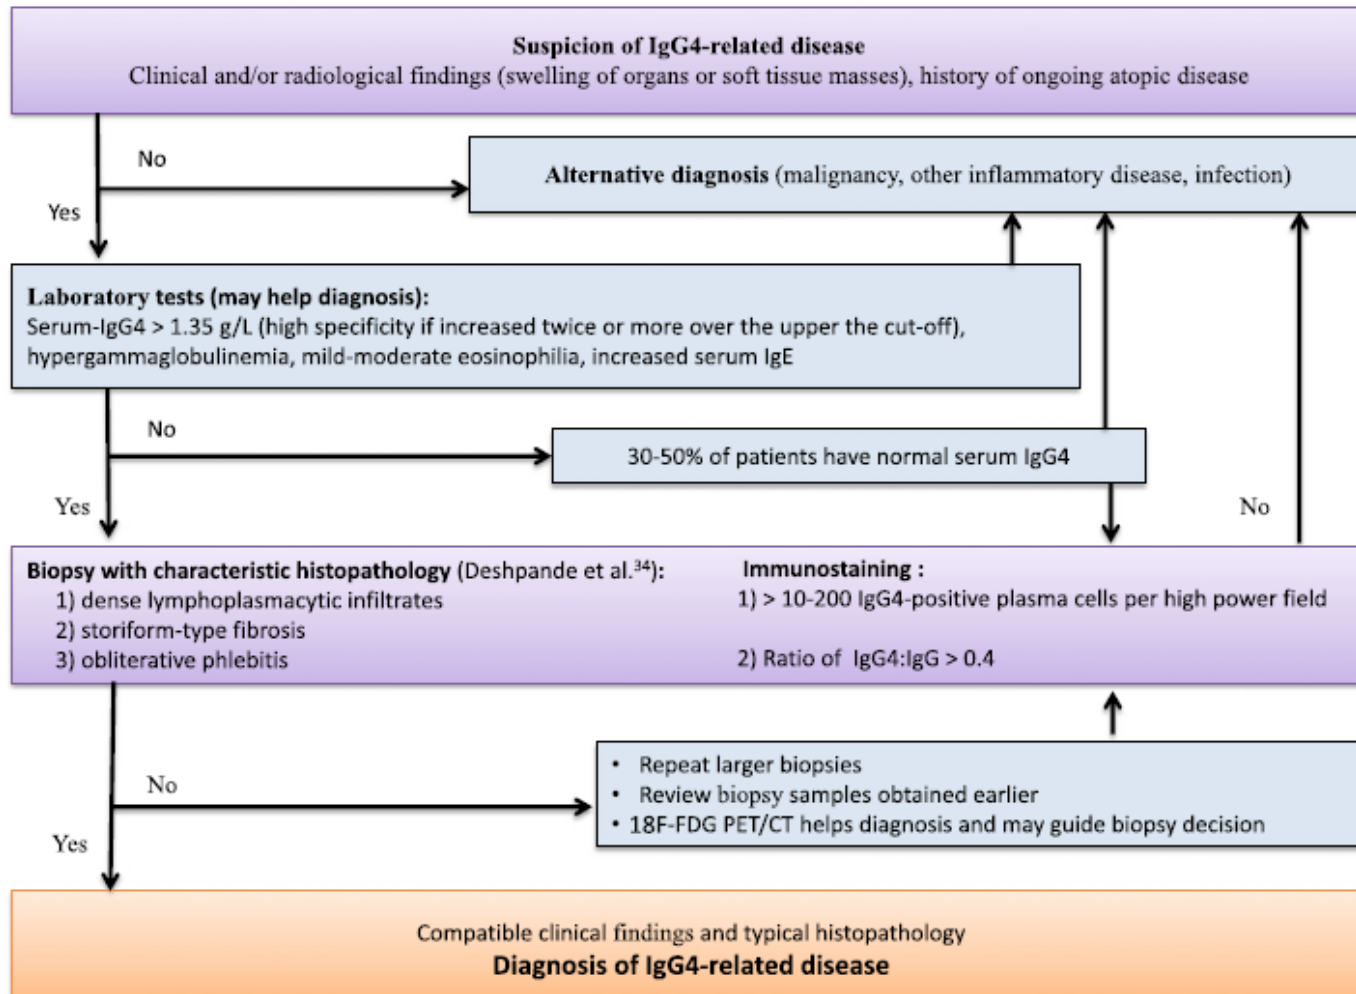 Suspicion of IgG4-related disease
Clinical and/or radiological findings (swelling of organs or soft tissue masses), history of ongoing atopic disease
No
Alternative diagnosis (malignancy, other inflammatory disease, infection)
Yes
Laboratory tests (may help diagnosis):
Serum-IgG4 > 1.35 g/L (high specificity if increased twice or more over the upper the cut-off),
hypergammaglobulinemia, mild-moderate eosinophilia, increased serum IgE
No
30-50% of patients have normal serum IgG4
Yes
No
Biopsy with characteristic histopathology (Deshpande et al.³⁴):
1) dense lymphoplasmacytic infiltrates
2) storiform-type fibrosis
3) obliterative phlebitis
Immunostaining :
1) > 10-200 IgG4-positive plasma cells per high power field
2) Ratio of IgG4:IgG > 0.4
No
• Repeat larger biopsies
• Review biopsy samples obtained earlier
• 18F-FDG PET/CT helps diagnosis and may guide biopsy decision
Yes
Compatible clinical findings and typical histopathology
Diagnosis of IgG4-related disease